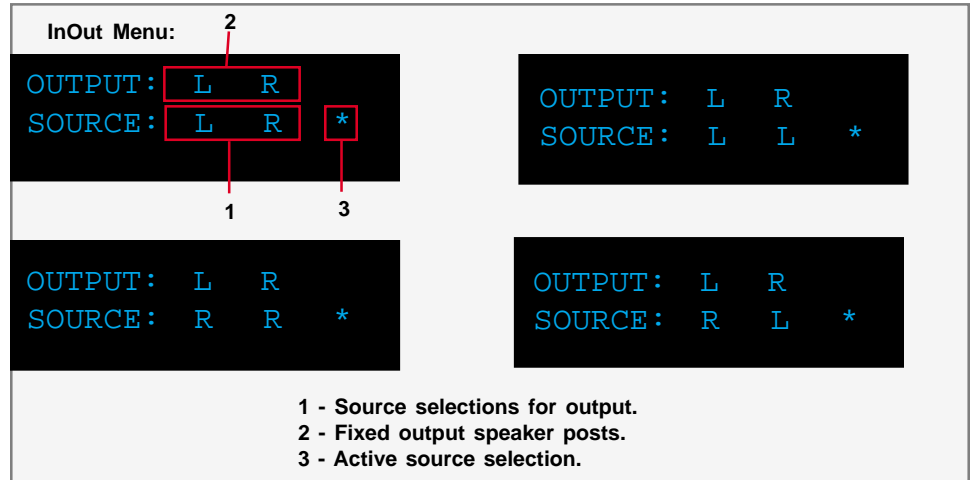 InOut Menu:
2
OUTPUT: L R
SOURCE: L R *
1 3
OUTPUT: L R
SOURCE: L L *
OUTPUT: L R
SOURCE: R R *
OUTPUT: L R
SOURCE: R L *
1 - Source selections for output.
2 - Fixed output speaker posts.
3 - Active source selection.